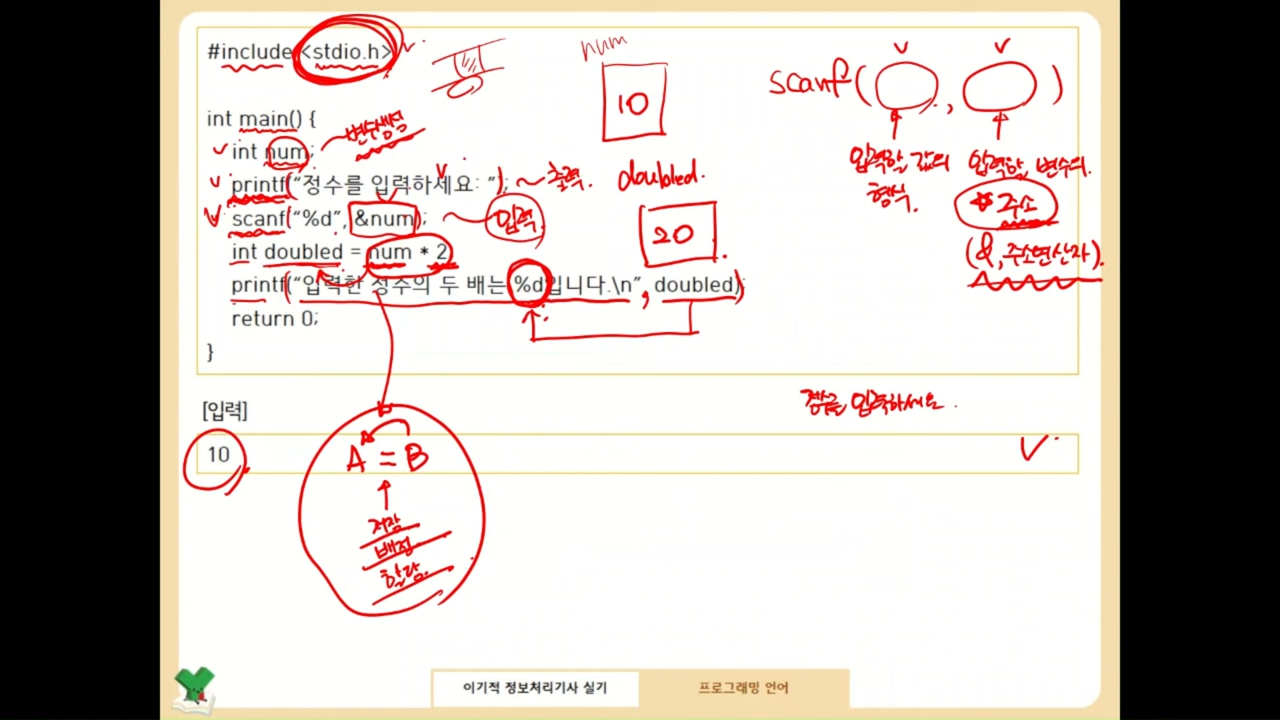 #include <stdio.h>
num
10
scanf( , )
int main() {
변수생성
int num;
printf("정수를 입력하세요: ");
출력.
doubled.
입력할 값의
형식.
입력할 변수의
주소
(&, 주소연산자).
scanf("%d", &num);
입력
20
int doubled = num * 2;
printf("입력한 정수의 두 배는 %d입니다.\n", doubled);
return 0;
}
[입력]
정수를 입력하세요.
10
A = B
저장
배정
할당.
이기적 정보처리기사 실기
프로그래밍 언어